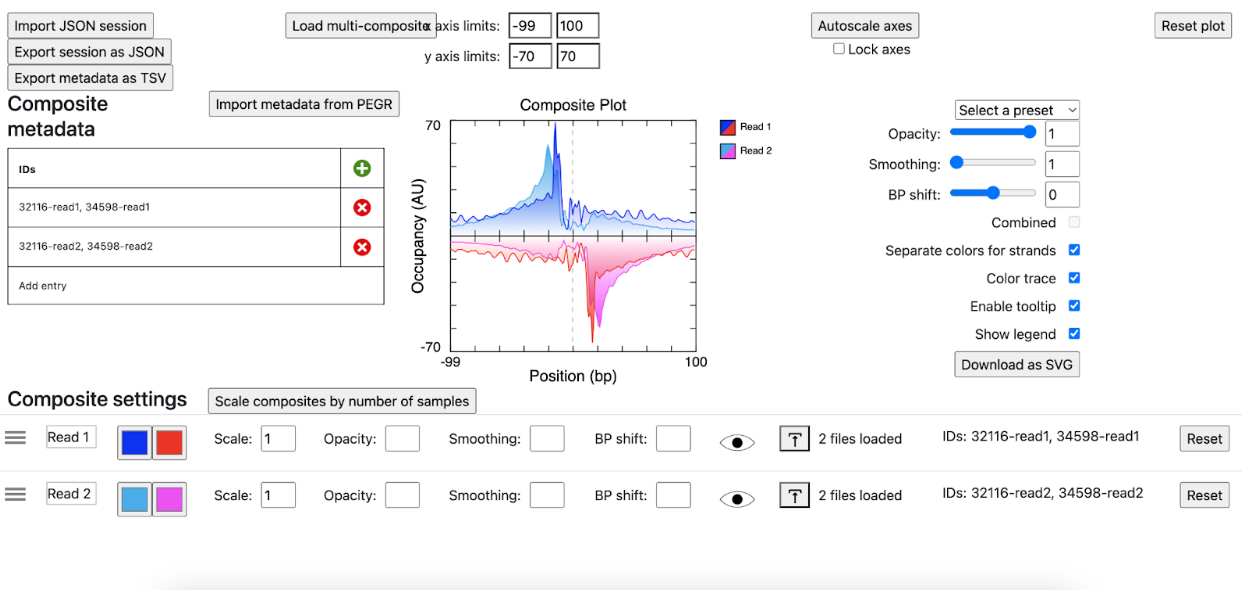 Import JSON session
Export session as JSON
Export metadata as TSV
Load multi-composite
x axis limits: -99 100
y axis limits: -70 70
Autoscale axes
Lock axes
Reset plot
Composite
metadata
Import metadata from PEGR
IDs
32116-read1, 34598-read1
32116-read2, 34598-read2
Add entry
Composite Plot
70
-70
Occupancy (AU)
-99 100
Position (bp)
Read 1
Read 2
Select a preset
Opacity: 1
Smoothing: 1
BP shift: 0
Combined
Separate colors for strands
Color trace
Enable tooltip
Show legend
Download as SVG
Composite settings
Scale composites by number of samples
Read 1 Scale: 1 Opacity: Smoothing: BP shift: 2 files loaded IDs: 32116-read1, 34598-read1 Reset
Read 2 Scale: 1 Opacity: Smoothing: BP shift: 2 files loaded IDs: 32116-read2, 34598-read2 Reset